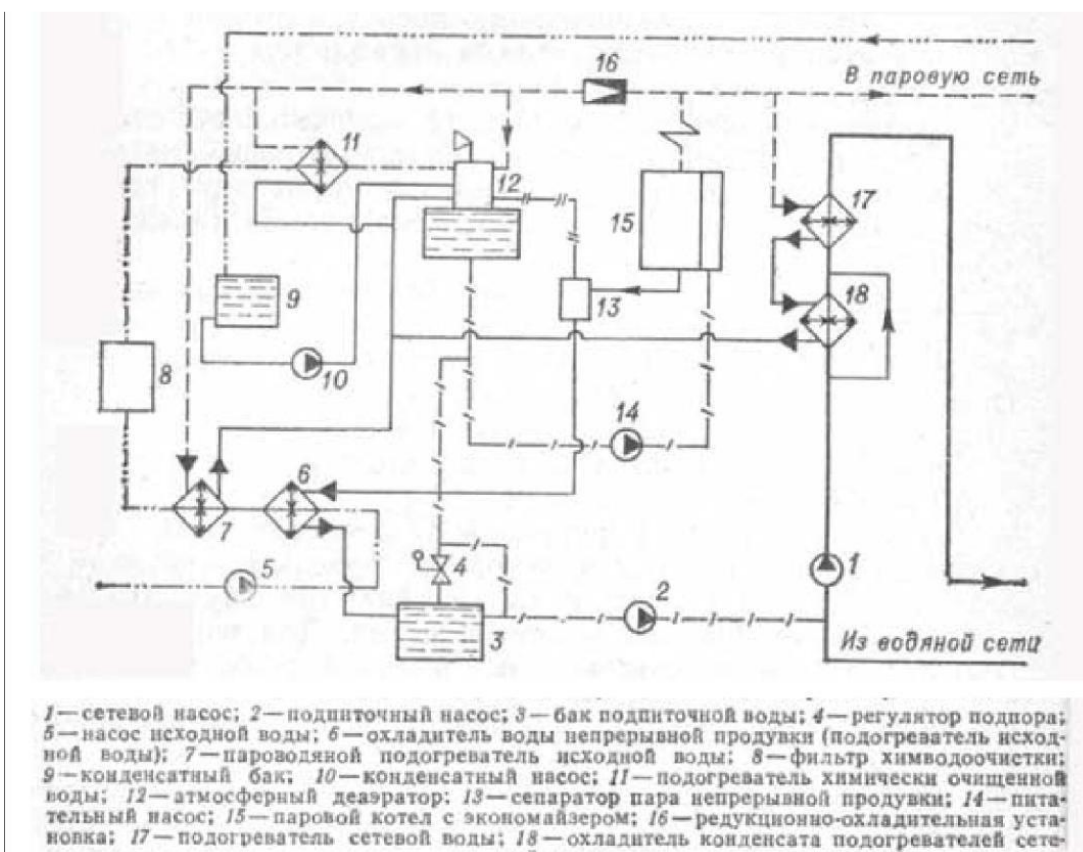 16
В паровую сеть
11
12
17
15
9
13
18
8
10
14
6
7
5
4
2
1
3
Из водяной сети
1—сетевой насос; 2—подпиточный насос; 3—бак подпиточной воды; 4—регулятор подпора;
5—насос исходной воды; 6—охладитель воды непрерывной продувки (подогреватель исход-
ной воды); 7—пароводяной подогреватель исходной воды; 8—фильтр химводоочистки;
9—конденсатный бак; 10—конденсатный насос; 11—подогреватель химически очищенной
воды; 12—атмосферный деаэратор; 13—сепаратор пара непрерывной продувки; 14—пита-
тельный насос; 15—паровой котел с экономайзером; 16—редукционно-охладительная уста-
новка; 17—подогреватель сетевой воды; 18—охладитель конденсата подогревателей сете-